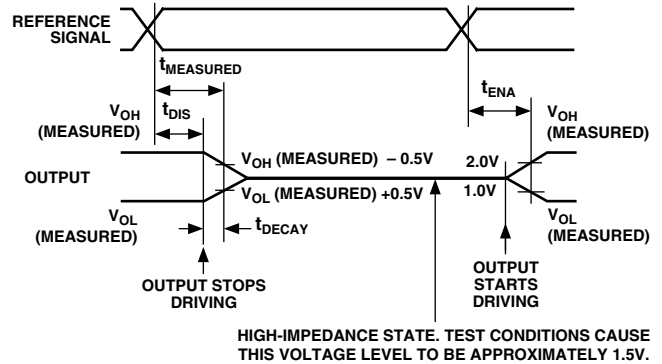 REFERENCE
SIGNAL
tMEASURED
tENA
tDIS
VOH
(MEASURED)
VOH
(MEASURED)
VOH (MEASURED) – 0.5V
2.0V
OUTPUT
VOL (MEASURED) +0.5V
1.0V
VOL
(MEASURED)
VOL
(MEASURED)
tDECAY
OUTPUT STOPS
DRIVING
OUTPUT
STARTS
DRIVING
HIGH-IMPEDANCE STATE. TEST CONDITIONS CAUSE
THIS VOLTAGE LEVEL TO BE APPROXIMATELY 1.5V.